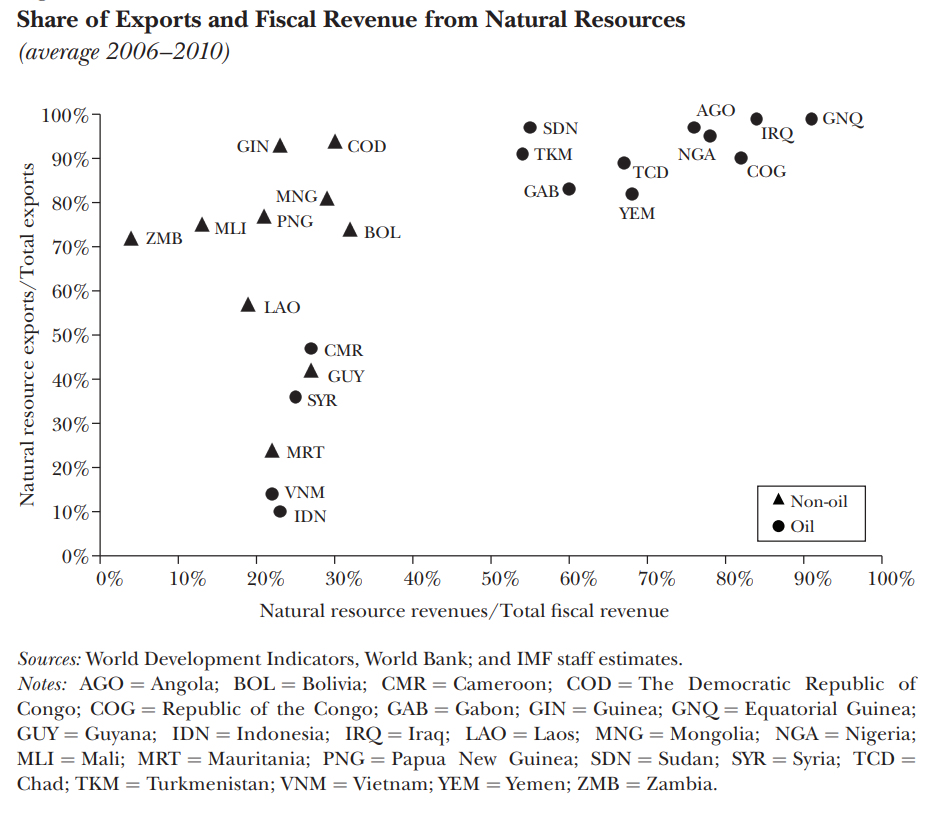 Share of Exports and Fiscal Revenue from Natural Resources
(average 2006–2010)
Natural resource exports/Total exports
100%
90%
80%
70%
60%
50%
40%
30%
20%
10%
0%
AGO
GNQ
SDN
IRQ
GIN
COD
TKM
NGA
COG
TCD
GAB
MNG
YEM
PNG
MLI
BOL
ZMB
LAO
CMR
GUY
SYR
MRT
VNM
IDN
Non-oil
Oil
0% 10% 20% 30% 40% 50% 60% 70% 80% 90% 100%
Natural resource revenues/Total fiscal revenue
Sources: World Development Indicators, World Bank; and IMF staff estimates.
Notes: AGO = Angola; BOL = Bolivia; CMR = Cameroon; COD = The Democratic Republic of
Congo; COG = Republic of the Congo; GAB = Gabon; GIN = Guinea; GNQ = Equatorial Guinea;
GUY = Guyana; IDN = Indonesia; IRQ = Iraq; LAO = Laos; MNG = Mongolia; NGA = Nigeria;
MLI = Mali; MRT = Mauritania; PNG = Papua New Guinea; SDN = Sudan; SYR = Syria; TCD =
Chad; TKM = Turkmenistan; VNM = Vietnam; YEM = Yemen; ZMB = Zambia.